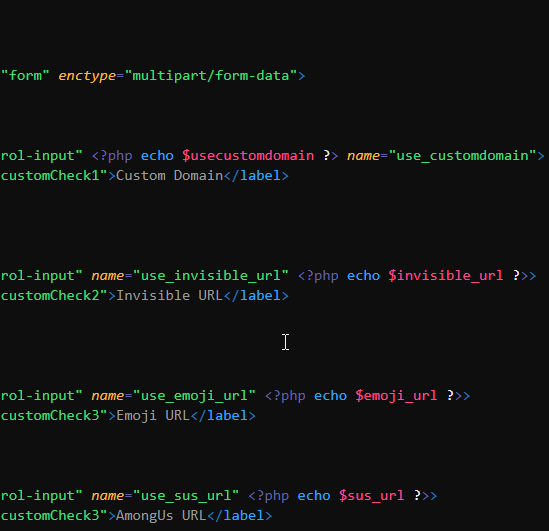 "form" enctype="multipart/form-data">
rol-input" <?php echo $usecustomdomain ?> name="use_customdomain">
customCheck1">Custom Domain</label>
rol-input" name="use_invisible_url" <?php echo $invisible_url ?>>
customCheck2">Invisible URL</label>
rol-input" name="use_emoji_url" <?php echo $emoji_url ?>>
customCheck3">Emoji URL</label>
rol-input" name="use_sus_url" <?php echo $sus_url ?>>
customCheck3">AmongUs URL</label>